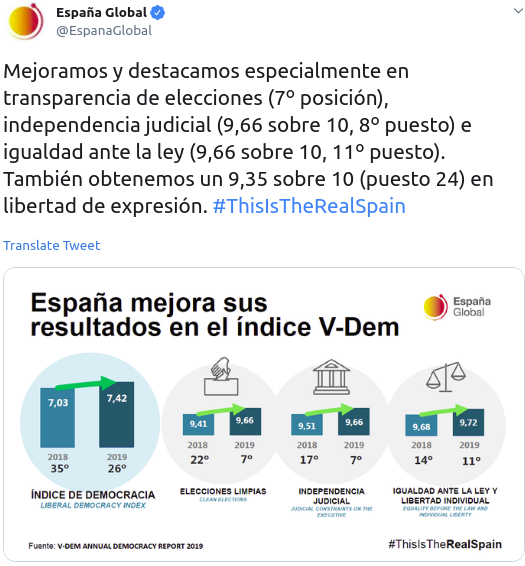 España Global
@EspanaGlobal
Mejoramos y destacamos especialmente en
transparencia de elecciones (7º posición),
independencia judicial (9,66 sobre 10, 8º puesto) e
igualdad ante la ley (9,66 sobre 10, 11º puesto).
También obtenemos un 9,35 sobre 10 (puesto 24) en
libertad de expresión. #ThisIsTheRealSpain
Translate Tweet
España mejora sus
resultados en el índice V-Dem
España
Global
7,03
7,42
2018
2019
35º
26º
ÍNDICE DE DEMOCRACIA
LIBERAL DEMOCRACY INDEX
9,41
9,66
2018
2019
22º
7º
ELECCIONES LIMPIAS
CLEAN ELECTIONS
9,51
9,66
2018
2019
17º
7º
INDEPENDENCIA
JUDICIAL
JUDICIAL CONSTRAINTS ON THE
EXECUTIVE
9,68
9,72
2018
2019
14º
11º
IGUALDAD ANTE LA LEY Y
LIBERTAD INDIVIDUAL
EQUALITY BEFORE THE LAW AND
INDIVIDUAL LIBERTY
Fuente: V-DEM ANNUAL DEMOCRACY REPORT 2019
#ThisIsTheRealSpain